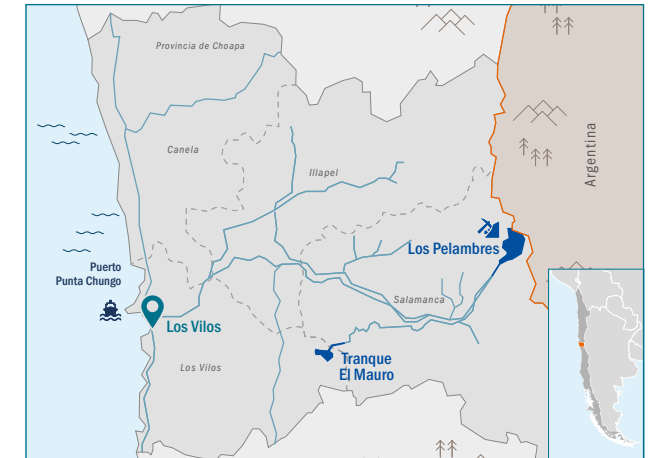 Provincia de Choapa
Canela
Illapel
Argentina
Los Pelambres
Puerto
Punta Chungo
Salamanca
Los Vilos
Tranque
El Mauro
Los Vilos